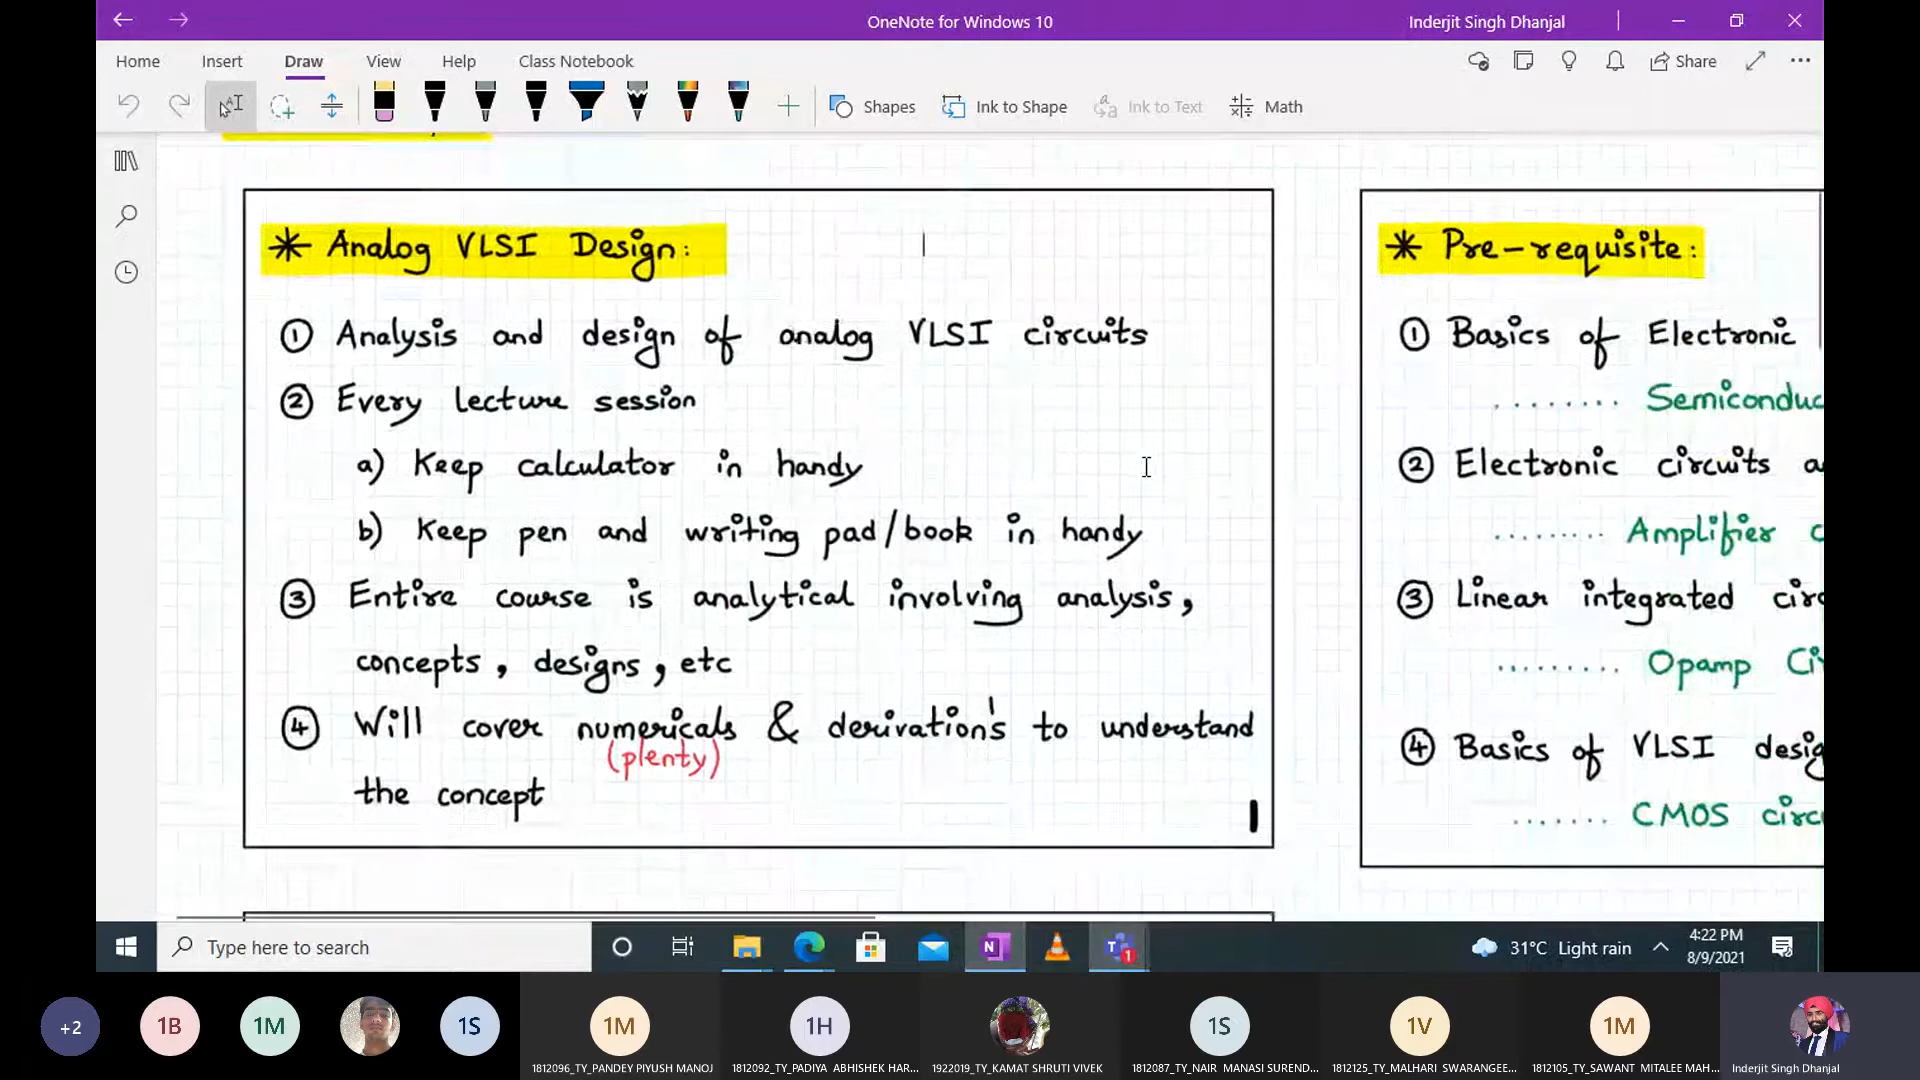 OneNote for Windows 10
Inderjit Singh Dhanjal
Home Insert Draw View Help Class Notebook
Share
Shapes Ink to Shape Ink to Text Math
* Analog VLSI Design:
① Analysis and design of analog VLSI circuits
② Every lecture session
a) Keep calculator in handy
b) Keep pen and writing pad/book in handy
③ Entire course is analytical involving analysis,
concepts, designs, etc
④ Will cover numericals & derivation's to understand
(plenty)
the concept
1
* Pre-requisite:
① Basics of Electronic
........ Semiconduc
② Electronic circuits a
......... Amplifier c
③ Linear integrated circ
......... Opamp Ci
④ Basics of VLSI desig
....... CMOS circ
Type here to search
31°C Light rain
4:22 PM
8/9/2021
+2
1B
1M
1S
1M
1H
1S
1V
1M
1812096_TY_PANDEY PIYUSH MANOJ
1812092_TY_PADIYA ABHISHEK HAR...
1922019_TY_KAMAT SHRUTI VIVEK
1812087_TY_NAIR MANASI SUREND...
1812125_TY_MALHARI SWARANGEE...
1812105_TY_SAWANT MITALEE MAH...
Inderjit Singh Dhanjal